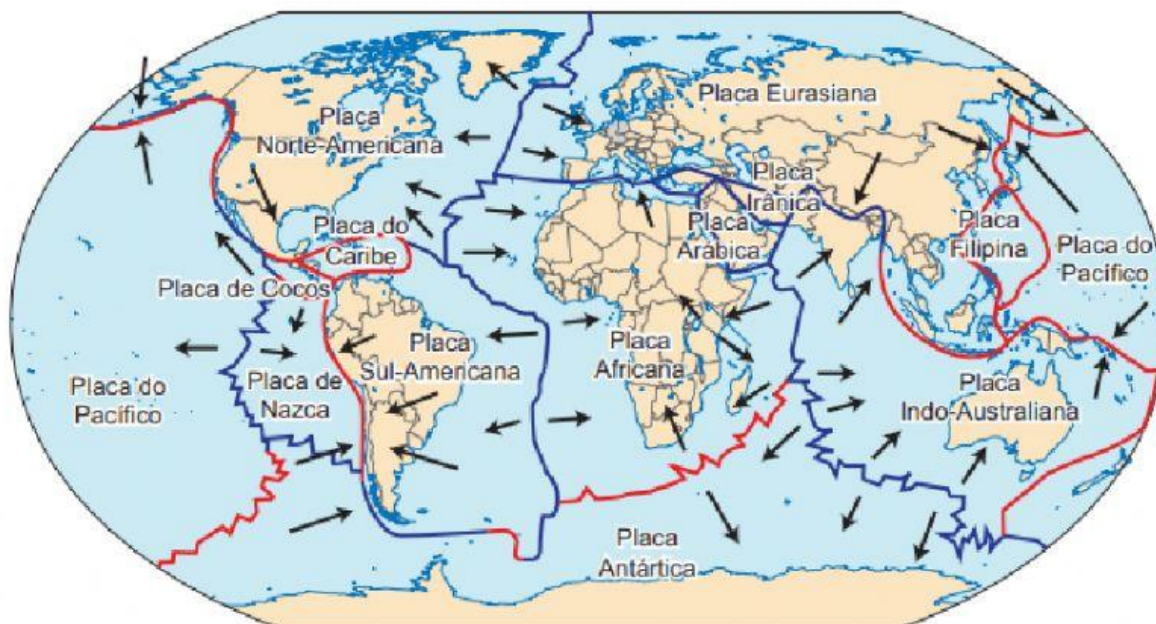 Placa
Norte-Americana
Placa Eurasiana
Placa
Irânica
Placa do
Caribe
Placa
Arábica
Placa
Filipina
Placa do
Pacífico
Placa de Cocos
Placa
Sul-Americana
Placa
Africana
Placa do
Pacífico
Placa de
Nazca
Placa
Indo-Australiana
Placa
Antártica